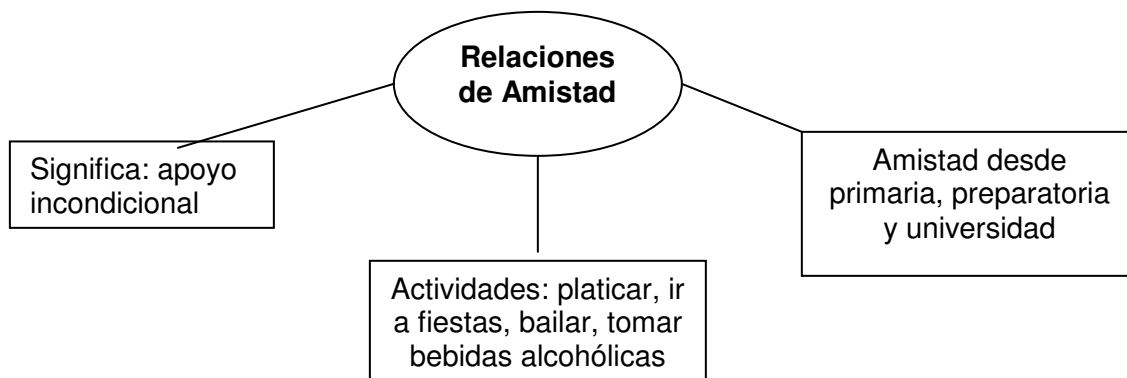 Relaciones
de Amistad
Significa: apoyo
incondicional
Amistad desde
primaria, preparatoria
y universidad
Actividades: platicar, ir
a fiestas, bailar, tomar
bebidas alcohólicas